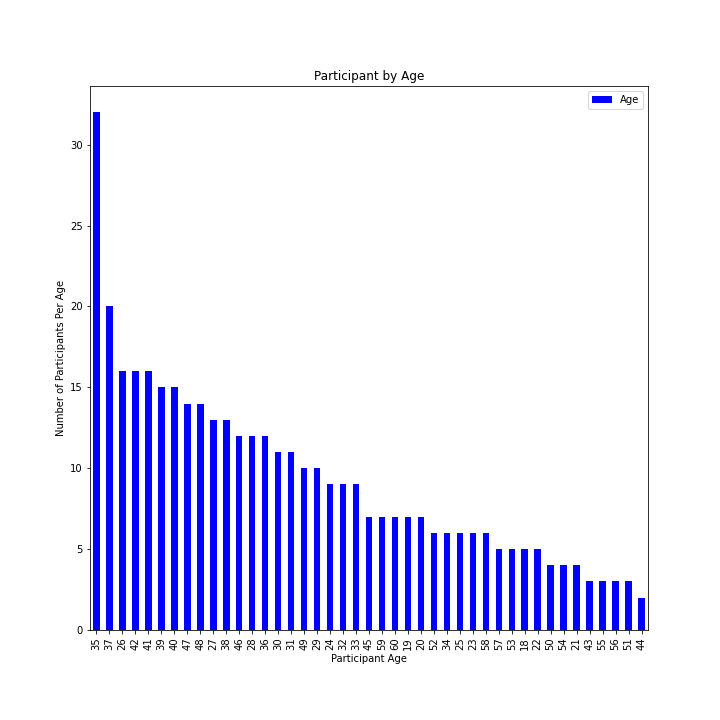 Participant by Age
Age
Number of Participants Per Age
30
25
20
15
10
5
0
35 37 26 42 41 39 40 47 48 27 38 46 28 36 30 31 49 29 24 32 33 45 59 60 19 20 52 34 25 23 58 57 53 18 22 50 54 21 43 55 56 51 44
Participant Age